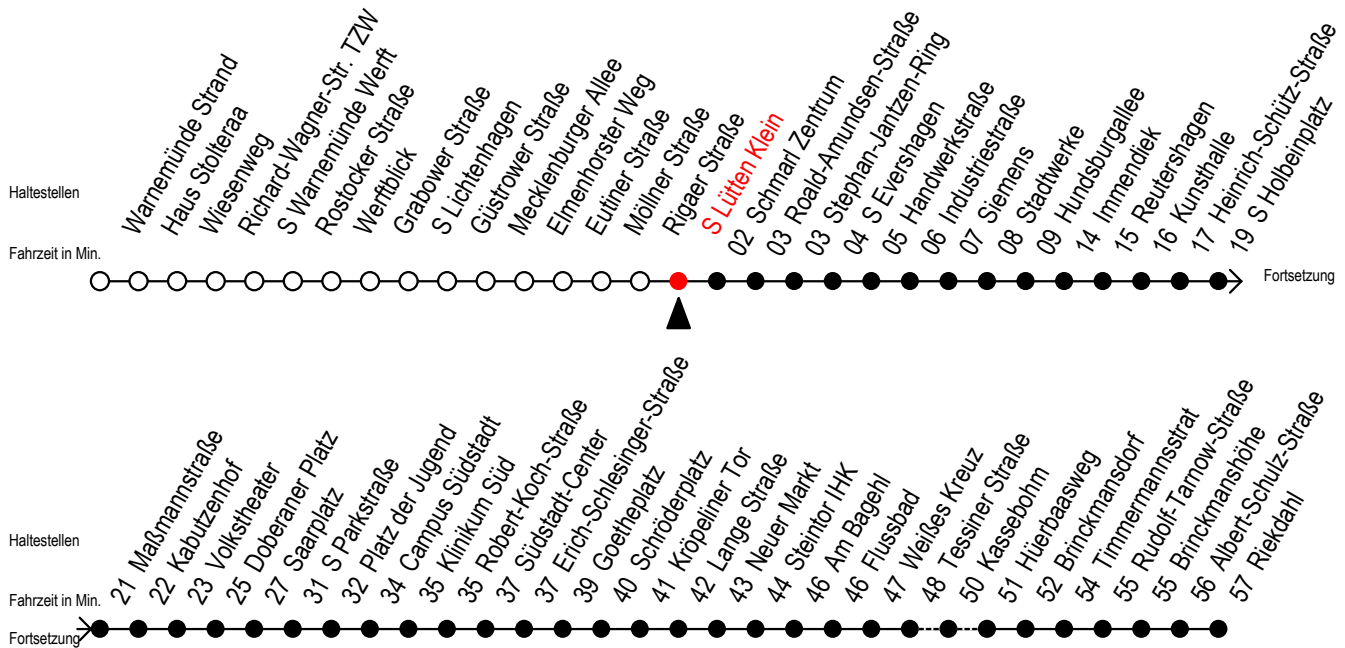 Haltestellen
Warnemünde Strand
Haus Stolteraa
Wiesenweg
Richard-Wagner-Str. TZW
S Warnemünde Werft
Rostocker Straße
Werftblick
Grabower Straße
S Lichtenhagen
Güstrower Straße
Mecklenburger Allee
Elmenhorster Weg
Eutiner Straße
Möllner Straße
Rigaer Straße
S Lütten Klein
Fahrzeit in Min.
02 Schmarl Zentrum
03 Roald-Amundsen-Straße
03 Stephan-Jantzen-Ring
04 S Evershagen
05 Handwerkstraße
06 Industriestraße
07 Siemens
08 Stadtwerke
09 Hundsburgallee
14 Immendiek
15 Reutershagen
16 Kunsthalle
17 Heinrich-Schütz-Straße
19 S Holbeinplatz
Fortsetzung
Haltestellen
Fahrzeit in Min.
Fortsetzung
21 Maßmannstraße
22 Kabutzenhof
23 Volkstheater
25 Doberaner Platz
27 Saarplatz
31 S Parkstraße
32 Platz der Jugend
34 Campus Südstadt
35 Klinikum Süd
35 Robert-Koch-Straße
37 Südstadt-Center
37 Erich-Schlesinger-Straße
39 Goetheplatz
40 Schröderplatz
41 Kröpeliner Tor
42 Lange Straße
43 Neuer Markt
44 Steintor IHK
46 Am Bagehl
46 Flussbad
47 Weißes Kreuz
48 Tessiner Straße
50 Kassebohm
51 Hüerbaasweg
52 Brinckmansdorf
54 Timmermannsstrat
55 Rudolf-Tarnow-Straße
55 Brinckmanshöhe
56 Albert-Schulz-Straße
57 Riekdahl